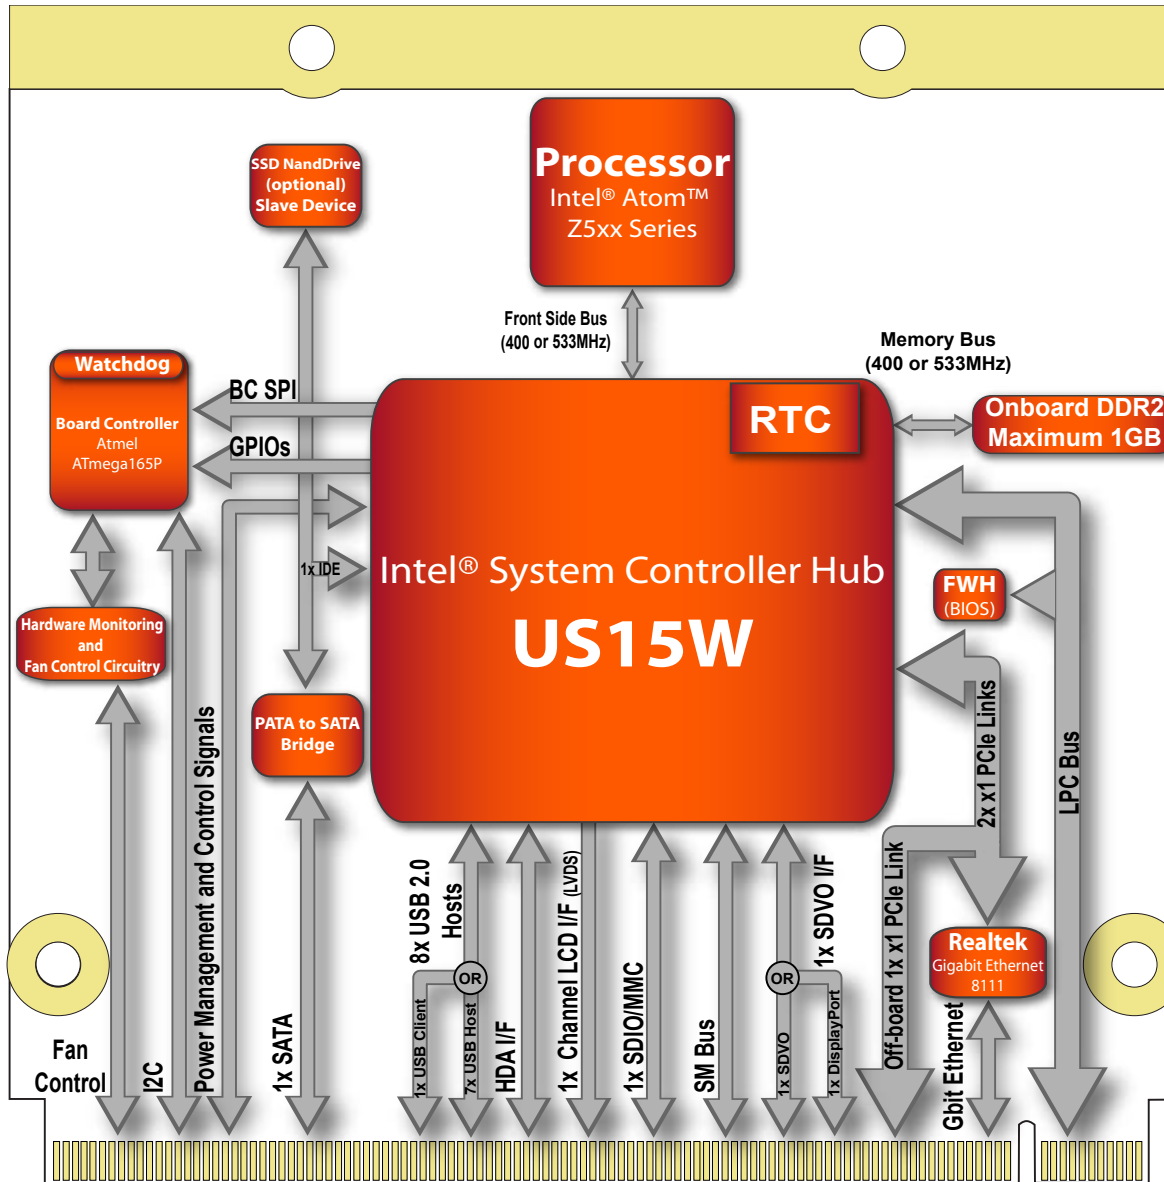 Processor
Intel® Atom™
Z5xx Series
SSD NandDrive
(optional)
Slave Device
Front Side Bus
(400 or 533MHz)
Memory Bus
(400 or 533MHz)
Watchdog
Board Controller
Atmel
ATmega165P
BC SPI
GPIOs
RTC
Onboard DDR2
Maximum 1GB
1x IDE
Intel® System Controller Hub
US15W
FWH
(BIOS)
Hardware Monitoring
and
Fan Control Circuitry
PATA to SATA
Bridge
Power Management and Control Signals
2x x1 PCIe Links
LPC Bus
8x USB 2.0
Hosts
1x Channel LCD I/F (LVDS)
1x SDVO I/F
Off-board 1x x1 PCIe Link
Realtek
Gigabit Ethernet
8111
OR
OR
Fan
Control
I2C
1x SATA
1x USB Client
7x USB Host
HDA I/F
1x SDIO/MMC
SM Bus
1x SDVO
1x DisplayPort
Gbit Ethernet